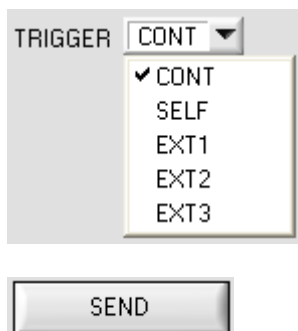 TRIGGER CONT
CONT
SELF
EXT1
EXT2
EXT3
SEND